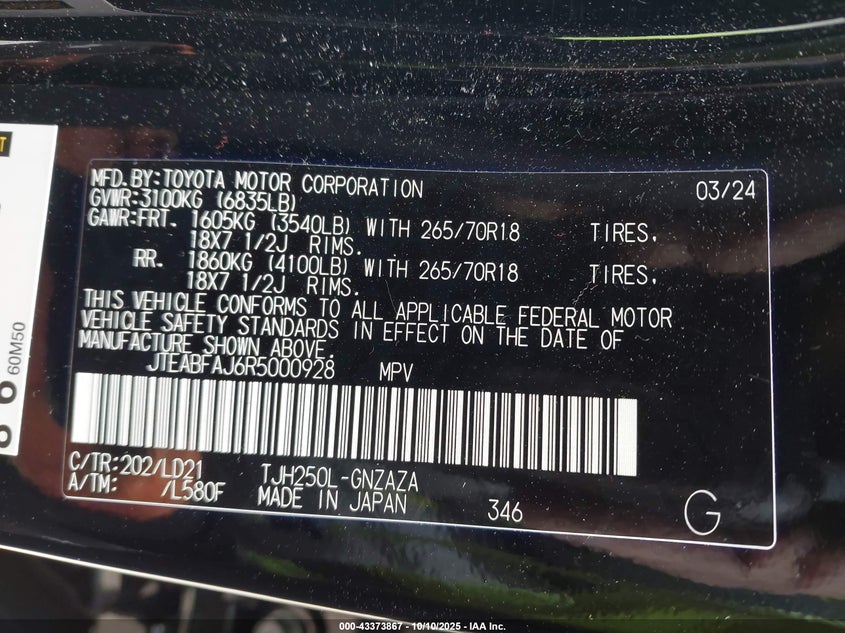 T
60M50
MFD.BY:TOYOTA MOTOR CORPORATION 03/24
GVWR:3100KG (6835LB)
GAWR:FRT. 1605KG (3540LB) WITH 265/70R18 TIRES,
18X7 1/2J RIMS.
RR. 1860KG (4100LB) WITH 265/70R18 TIRES,
18X7 1/2J RIMS.
THIS VEHICLE CONFORMS TO ALL APPLICABLE FEDERAL MOTOR
VEHICLE SAFETY STANDARDS IN EFFECT ON THE DATE OF
MANUFACTURE SHOWN ABOVE.
JTEABFAJ6R5000928 MPV
C/TR:202/LD21 TJH250L-GNZAZA
A/TM: /L580F MADE IN JAPAN 346 G
000-43373867 - 10/10/2025 - IAA Inc.